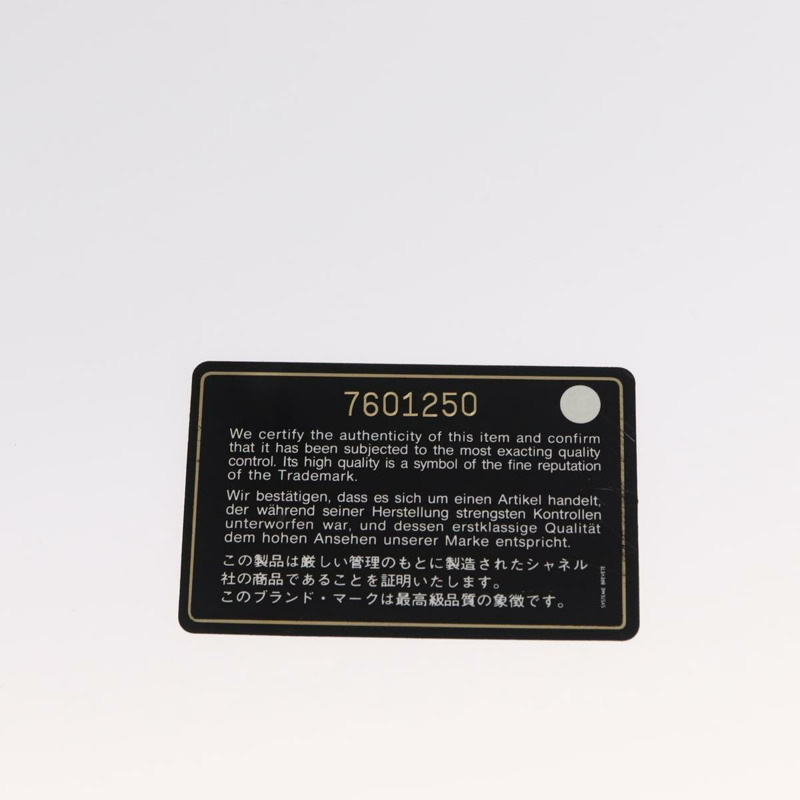 7601250
We certify the authenticity of this item and confirm
that it has been subjected to the most exacting quality
control. Its high quality is a symbol of the fine reputation
of the Trademark.
Wir bestätigen, dass es sich um einen Artikel handelt,
der während seiner Herstellung strengsten Kontrollen
unterworfen war, und dessen erstklassige Qualität
dem hohen Ansehen unserer Marke entspricht.
この製品は厳しい管理のもとに製造されたシャネル
社の商品であることを証明いたします。
このブランド・マークは最高級品質の象徴です。
SYSTEME BREVETE